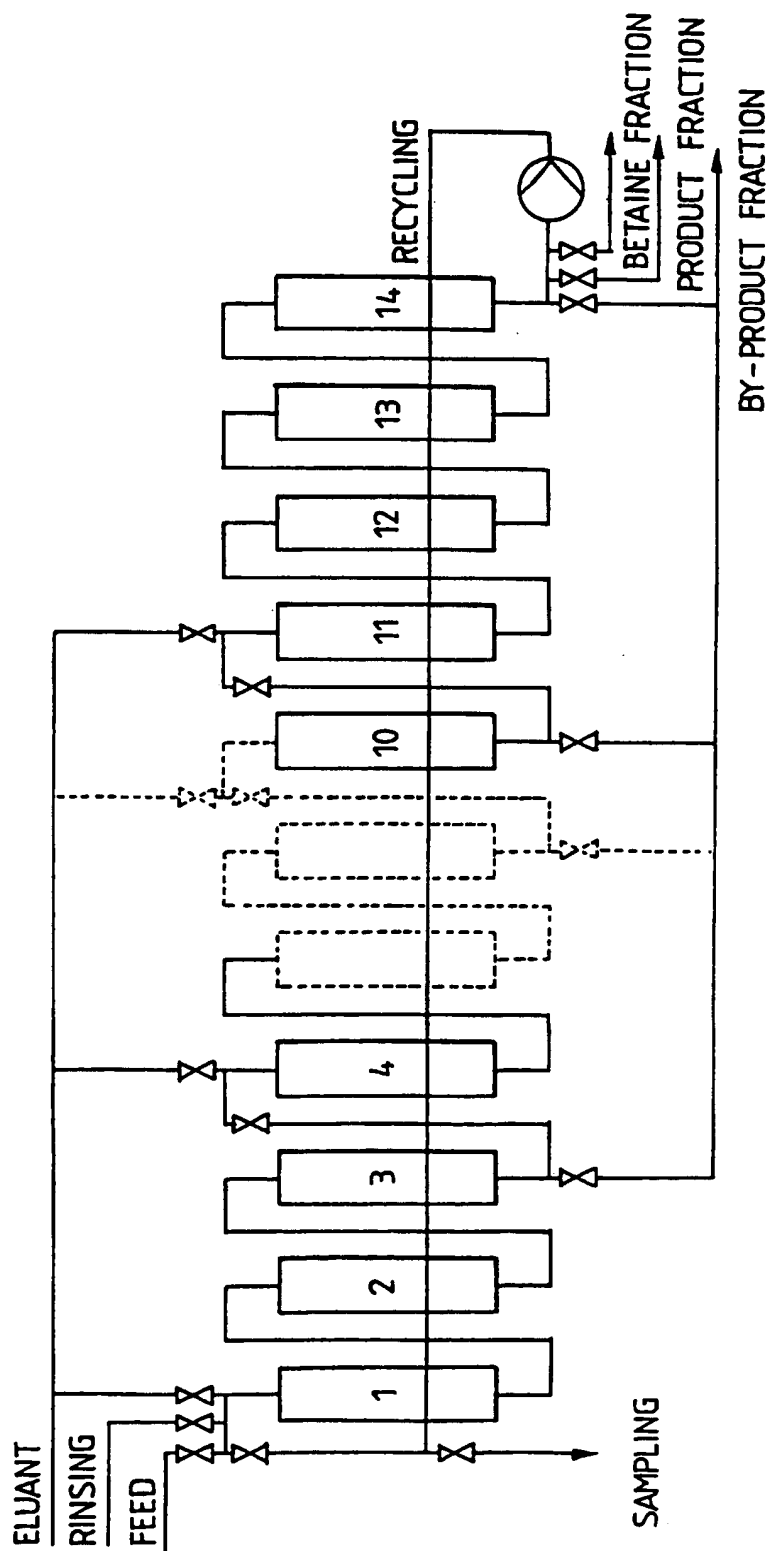 ELUANT
RINSING
FEED
SAMPLING
1
2
3
4
10
11
12
13
14
RECYCLING
BETAINE FRACTION
PRODUCT FRACTION
BY-PRODUCT FRACTION